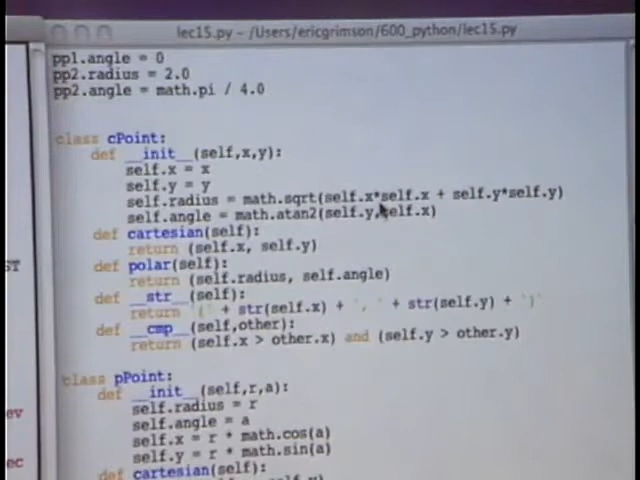 lec15.py - /Users/ericgrimson/600_python/lec15.py
pp1.angle = 0
pp2.radius = 2.0
pp2.angle = math.pi / 4.0
class cPoint:
def __init__(self,x,y):
self.x = x
self.y = y
self.radius = math.sqrt(self.x*self.x + self.y*self.y)
self.angle = math.atan2(self.y,self.x)
def cartesian(self):
return (self.x, self.y)
def polar(self):
return (self.radius, self.angle)
def __str__(self):
return '(' + str(self.x) + ', ' + str(self.y) + ')'
def __cmp__(self,other):
return (self.x > other.x) and (self.y > other.y)
class pPoint:
def __init__(self,r,a):
self.radius = r
self.angle = a
self.x = r * math.cos(a)
self.y = r * math.sin(a)
def cartesian(self):
ev
ec